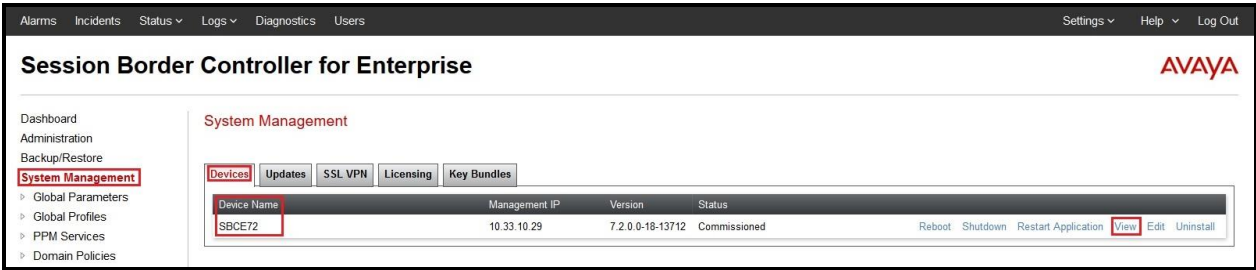 Alarms Incidents Status Logs Diagnostics Users Settings Help Log Out
Session Border Controller for Enterprise
AVAYA
Dashboard
Administration
Backup/Restore
System Management
Global Parameters
Global Profiles
PPM Services
Domain Policies
System Management
Devices Updates SSL VPN Licensing Key Bundles
Device Name Management IP Version Status
SBCE72 10.33.10.29 7.2.0.0-18-13712 Commissioned Reboot Shutdown Restart Application View Edit Uninstall